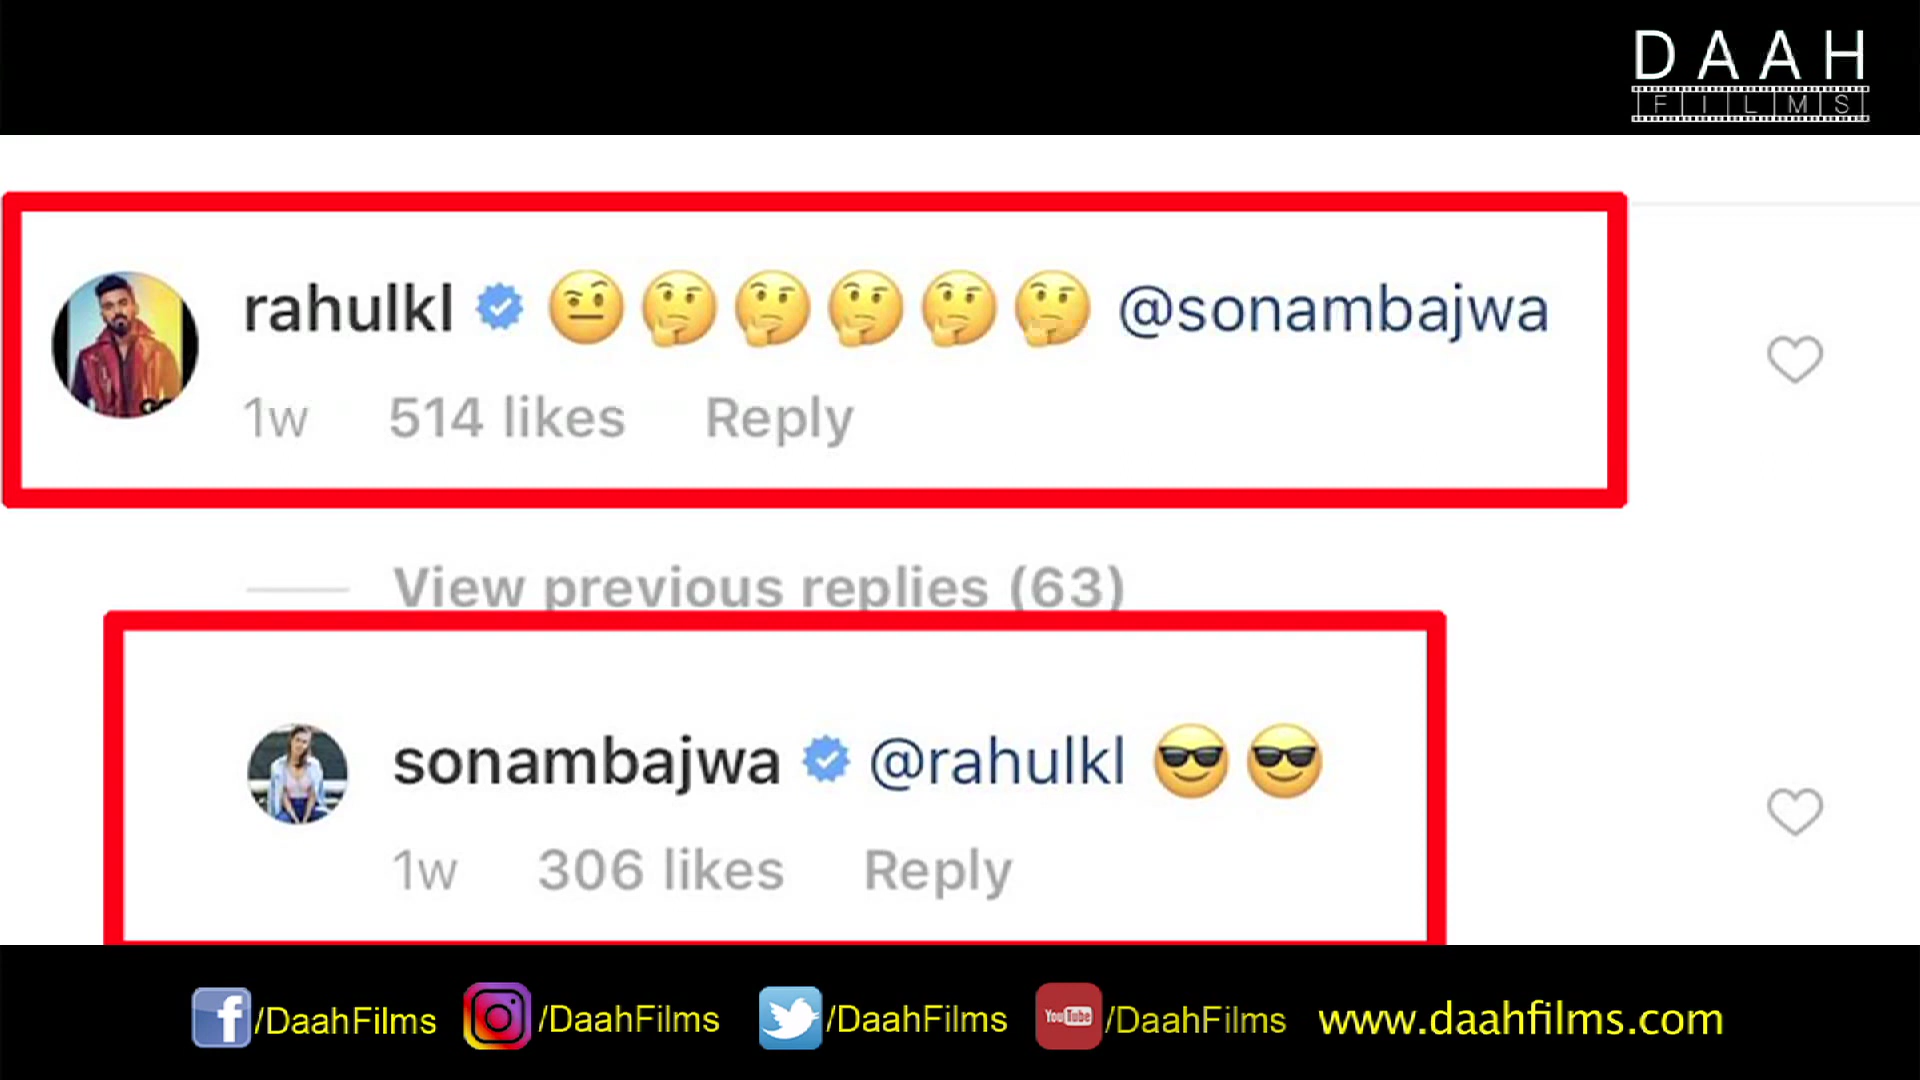 DAAH
FILMS
rahulkl 🤨🤔🤔🤔🤔🤔 @sonambajwa
1w 514 likes Reply
View previous replies (63)
sonambajwa @rahulkl 😎😎
1w 306 likes Reply
f/DaahFilms /DaahFilms /DaahFilms YouTube/DaahFilms www.daahfilms.com